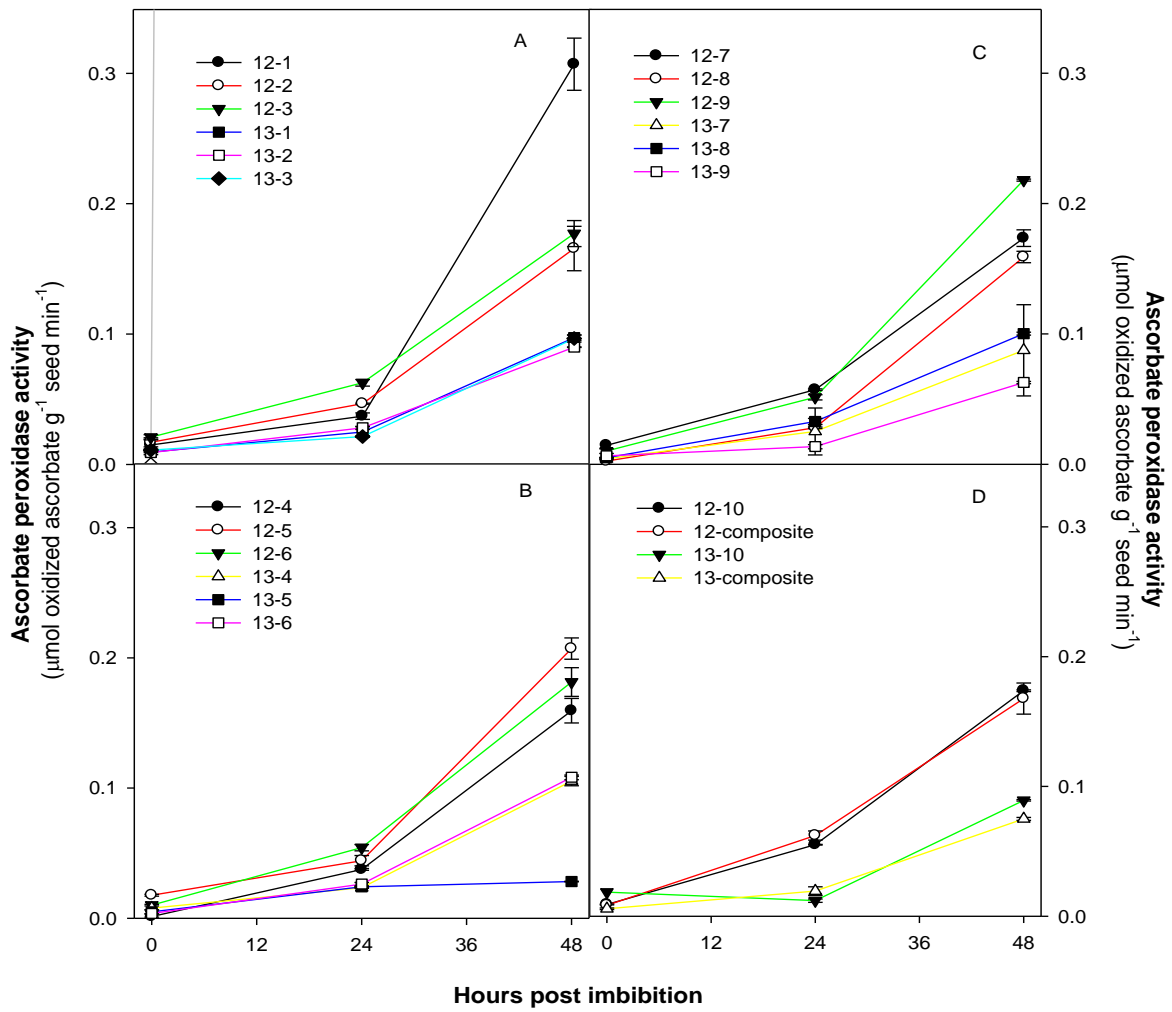 Ascorbate peroxidase activity
(μmol oxidized ascorbate g⁻¹ seed min⁻¹)
0.3
0.2
0.1
0.0
A
12-1
12-2
12-3
13-1
13-2
13-3
C
12-7
12-8
12-9
13-7
13-8
13-9
0.3
0.2
0.1
0.0
0.3
0.2
0.1
0.0
B
12-4
12-5
12-6
13-4
13-5
13-6
D
12-10
12-composite
13-10
13-composite
0.3
0.2
0.1
0.0
0 12 24 36 48
0 12 24 36 48
Hours post imbibition
Ascorbate peroxidase activity
(μmol oxidized ascorbate g⁻¹ seed min⁻¹)